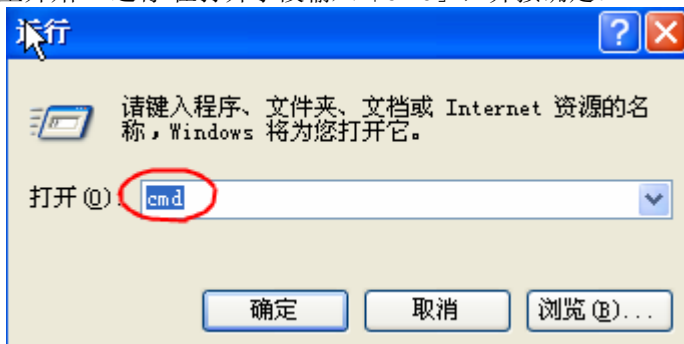 运行
请键入程序、文件夹、文档或 Internet 资源的名
称，Windows 将为您打开它。
打开(O): cmd
确定 取消 浏览(B)...